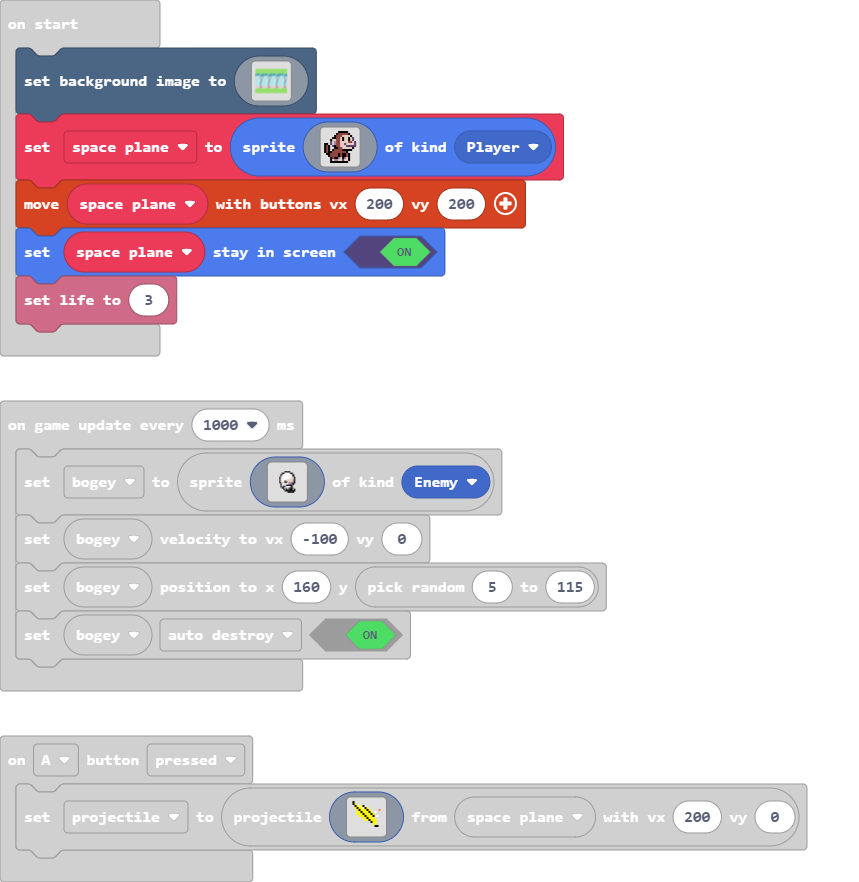 on start
set background image to
set space plane to sprite of kind Player
move space plane with buttons vx 200 vy 200
set space plane stay in screen ON
set life to 3
on game update every 1000 ms
set bogey to sprite of kind Enemy
set bogey velocity to vx -100 vy 0
set bogey position to x 160 y pick random 5 to 115
set bogey auto destroy ON
on A button pressed
set projectile to projectile from space plane with vx 200 vy 0